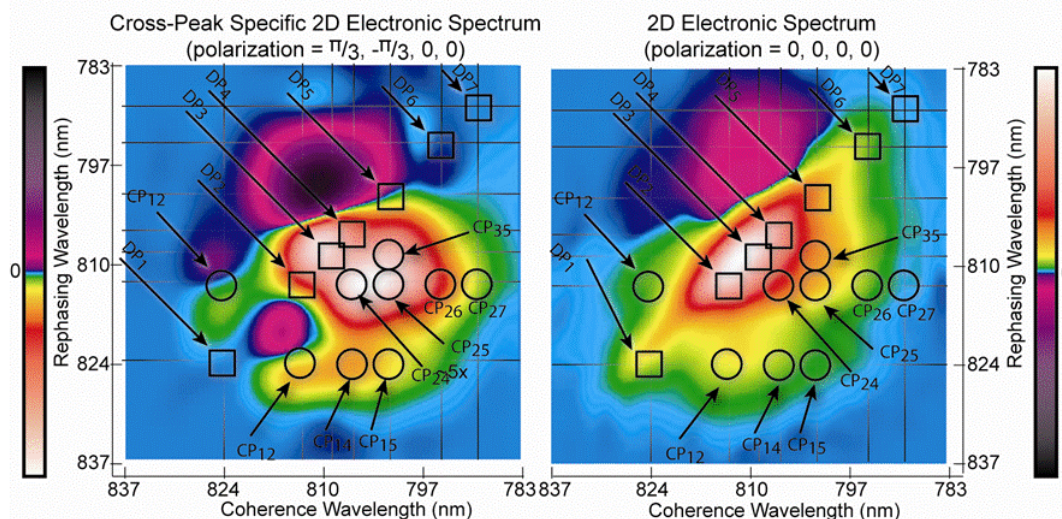 Cross-Peak Specific 2D Electronic Spectrum
(polarization = π/3, -π/3, 0, 0)
2D Electronic Spectrum
(polarization = 0, 0, 0, 0)
783
797
810
824
837
0
Rephasing Wavelength (nm)
DP1
CP12
DP2
DP3
DP4
DP5
DP6
DP7
CP35
CP26
CP27
CP25
CP24
~5x
CP12
CP14
CP15
837
824
810
797
783
Coherence Wavelength (nm)
DP1
CP12
DP2
DP3
DP4
DP5
DP6
DP7
CP35
CP26
CP27
CP25
CP24
CP12
CP14
CP15
837
824
810
797
783
Coherence Wavelength (nm)
783
797
810
824
837
Rephasing Wavelength (nm)
0